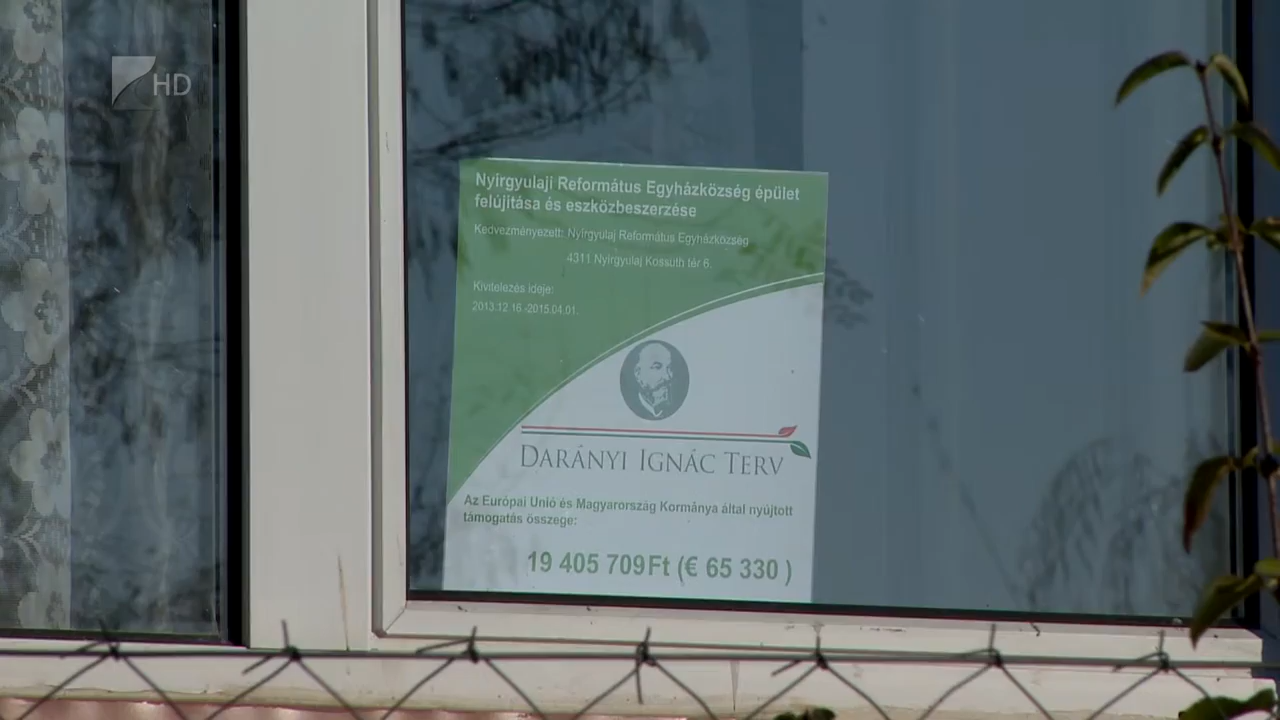 HD
Nyírgyulaji Református Egyházközség épület
felújítása és eszközbeszerzése
Kedvezményezett: Nyírgyulaj Református Egyházközség
4311 Nyírgyulaj Kossuth tér 6.
Kivitelezés ideje:
2013.12.16.-2015.04.01.
DARÁNYI IGNÁC TERV
Az Európai Unió és Magyarország Kormánya által nyújtott
támogatás összege:
19 405 709 Ft (€ 65 330 )